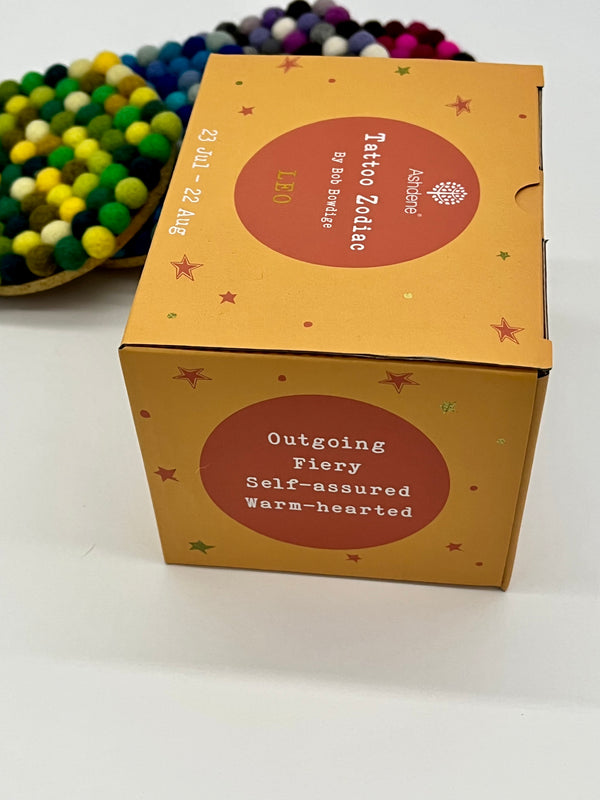 Ashdene®
Tattoo Zodiac
By Bob Bowdige
LEO
23 Jul - 22 Aug
Outgoing
Fiery
Self-assured
Warm-hearted